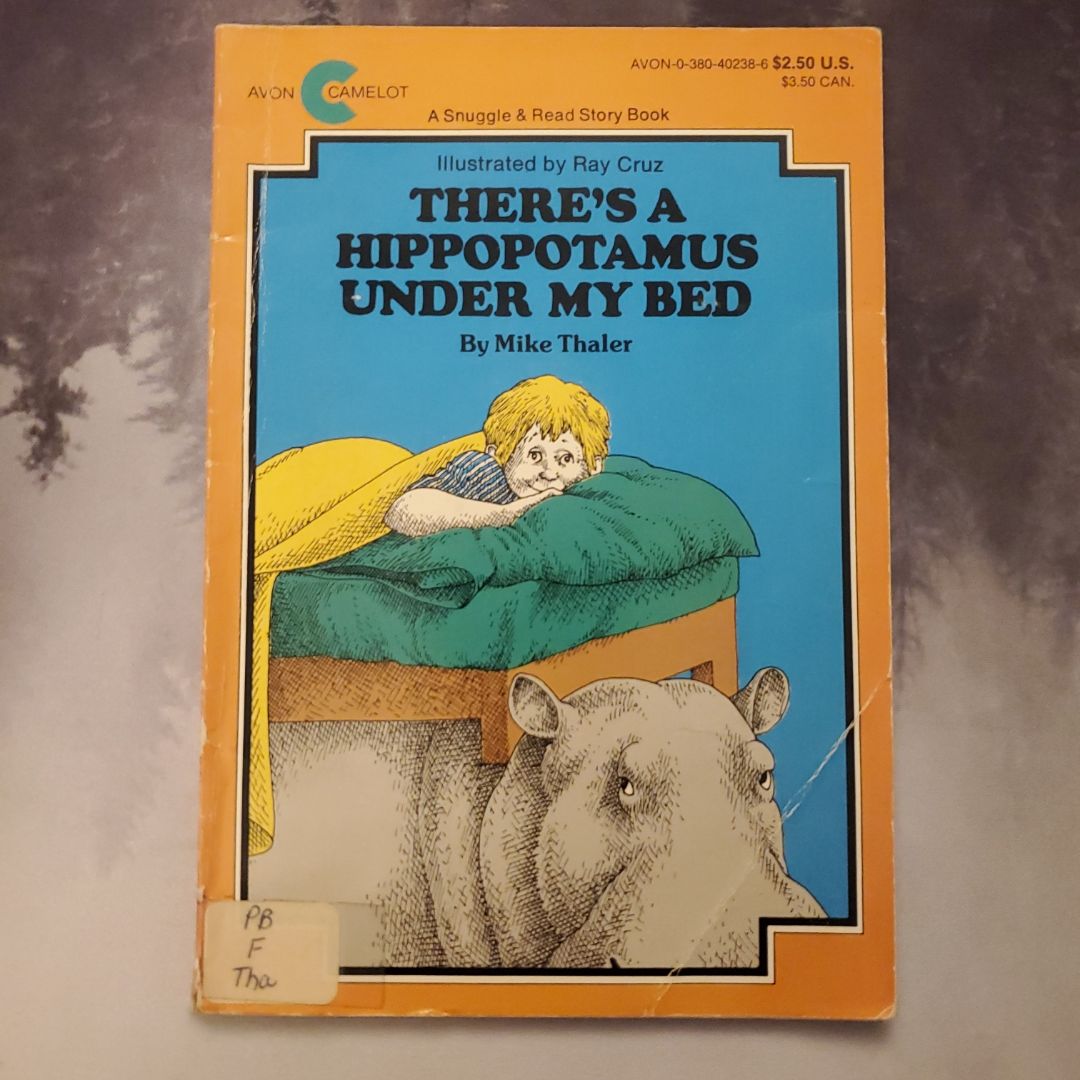 AVON CAMELOT
AVON-0-380-40238-6 $2.50 U.S.
$3.50 CAN.
A Snuggle & Read Story Book
Illustrated by Ray Cruz
THERE'S A
HIPPOPOTAMUS
UNDER MY BED
By Mike Thaler
PB
F
Tha